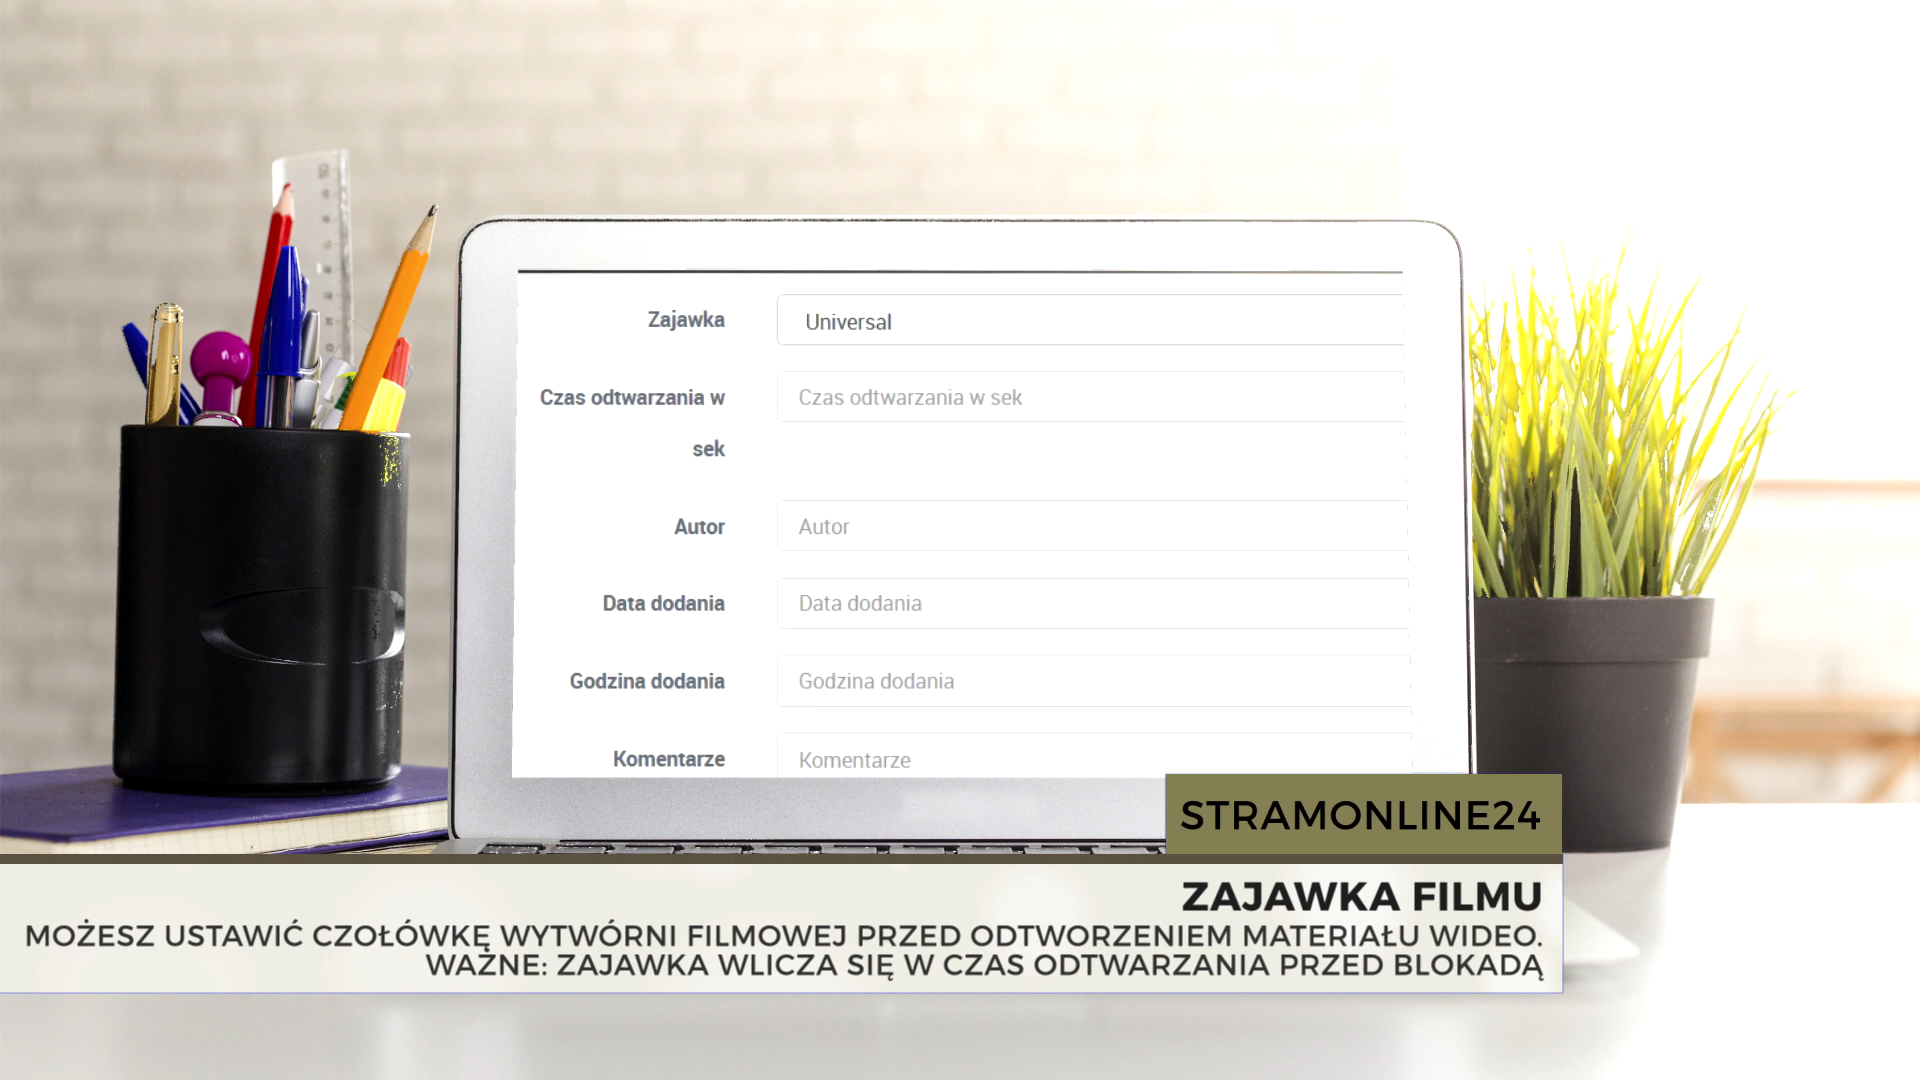 Zajawka
Universal
Czas odtwarzania w
sek
Czas odtwarzania w sek
Autor
Autor
Data dodania
Data dodania
Godzina dodania
Godzina dodania
Komentarze
Komentarze
STRAMONLINE24
ZAJAWKA FILMU
MOŻESZ USTAWIĆ CZOŁÓWKĘ WYTWÓRNI FILMOWEJ PRZED ODTWORZENIEM MATERIAŁU WIDEO.
WAŻNE: ZAJAWKA WLICZA SIĘ W CZAS ODTWARZANIA PRZED BLOKADĄ